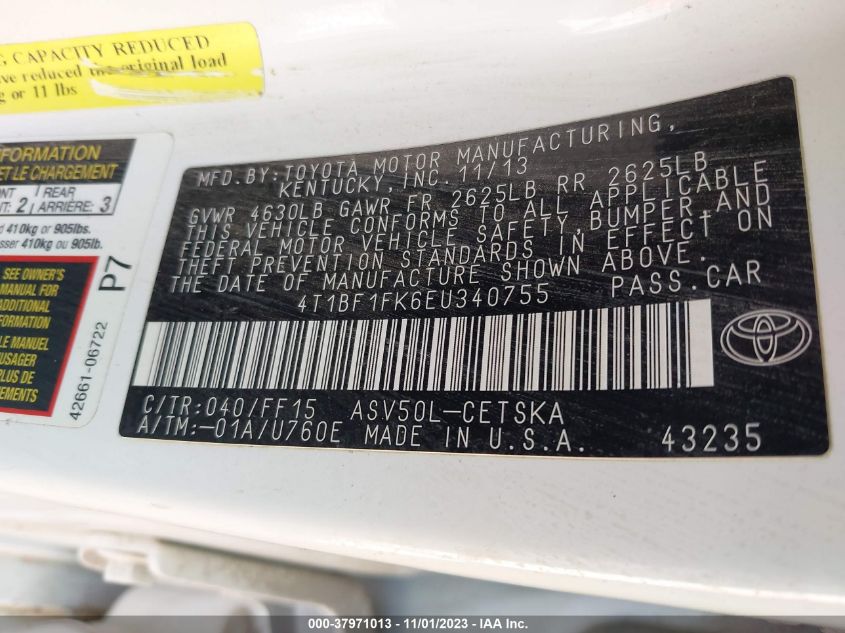 G CAPACITY REDUCED
ve reduced the original load
g or 11 lbs
FORMATION
ET LE CHARGEMENT
NT 2 REAR
ARRIÈRE 3
d 410kg or 905lbs.
sser 410kg ou 905lb.
SEE OWNER'S
MANUAL FOR
ADDITIONAL
FORMATION
LE MANUEL
USAGER
PLUS DE
EMENTS
P7
42661-06722
MFD.BY:TOYOTA MOTOR MANUFACTURING,
KENTUCKY,INC. 11/13
GVWR 4630LB GAWR FR 2625LB RR 2625LB
THIS VEHICLE CONFORMS TO ALL APPLICABLE
FEDERAL MOTOR VEHICLE SAFETY,BUMPER AND
THEFT PREVENTION STANDARDS IN EFFECT ON
THE DATE OF MANUFACTURE SHOWN ABOVE.
4T1BF1FK6EU340755 PASS.CAR
C/TR:040/FF15 ASV50L-CETSKA
A/TM:-01A/U760E MADE IN U.S.A. 43235
TOYOTA
000-37971013 - 11/01/2023 - IAA Inc.